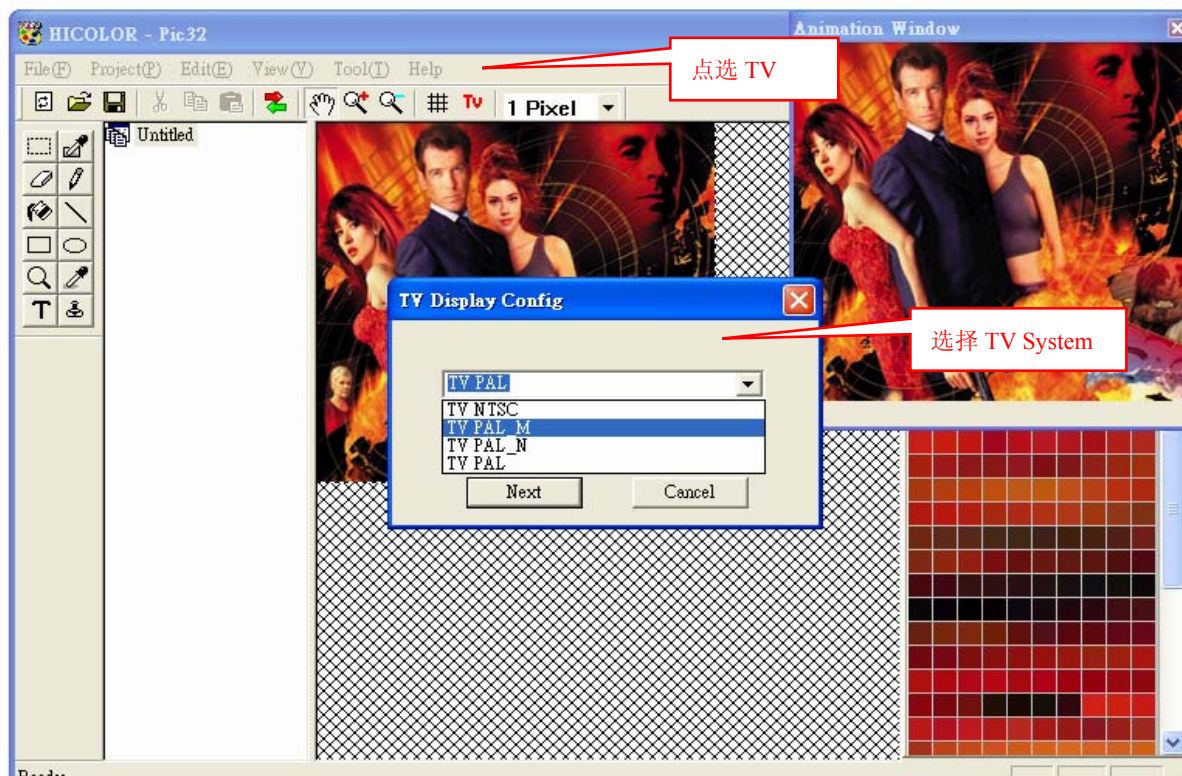 HICOLOR - Pic32
Animation Window
File(F) Project(P) Edit(E) View(V) Tool(T) Help
点选 TV
TV
1 Pixel
Untitled
T
TV Display Config
选择 TV System
TV PAL
TV NTSC
TV PAL_M
TV PAL_N
TV PAL
Next
Cancel
Ready